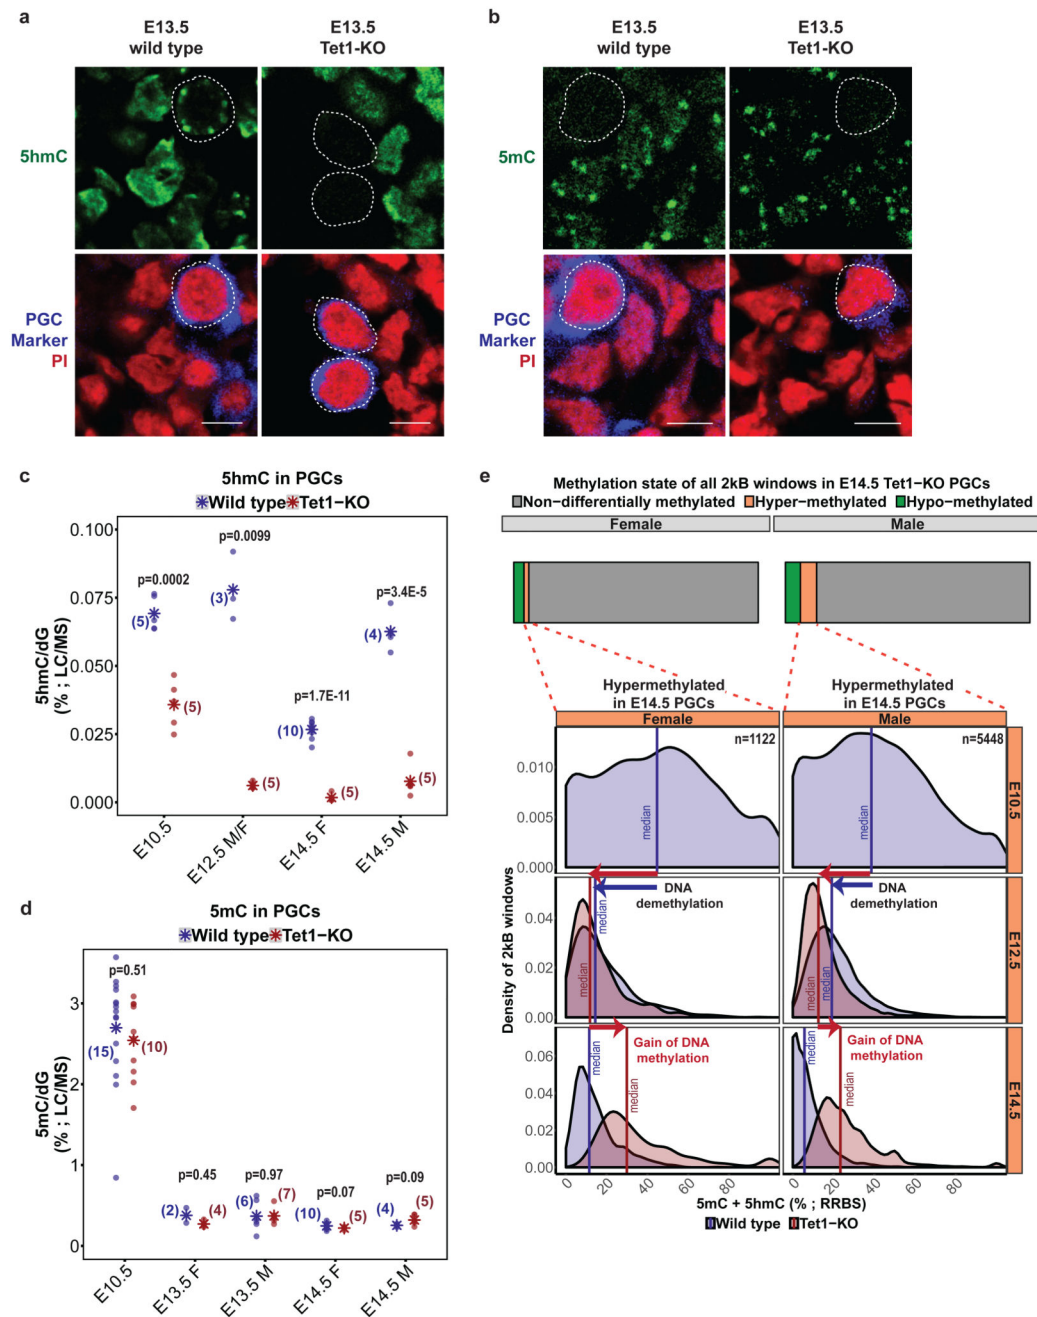 a
E13.5
wild type
E13.5
Tet1-KO
5hmC
PGC
Marker
PI
b
E13.5
wild type
E13.5
Tet1-KO
5mC
PGC
Marker
PI
c
5hmC in PGCs
Wild type Tet1−KO
5hmC/dG
(% ; LC/MS)
0.100
0.075
0.050
0.025
0.000
p=0.0002
p=0.0099
p=1.7E-11
p=3.4E-5
(5)
(5)
(3)
(5)
(10)
(5)
(4)
(5)
E10.5
E12.5 M/F
E14.5 F
E14.5 M
d
5mC in PGCs
Wild type Tet1−KO
5mC/dG
(% ; LC/MS)
3
2
1
0
p=0.51
p=0.45
p=0.97
p=0.07
p=0.09
(15)
(10)
(2)
(4)
(6)
(7)
(10)
(5)
(4)
(5)
E10.5
E13.5 F
E13.5 M
E14.5 F
E14.5 M
e
Methylation state of all 2kB windows in E14.5 Tet1-KO PGCs
Non−differentially methylated Hyper−methylated Hypo−methylated
Female
Male
Hypermethylated
in E14.5 PGCs
Female
Hypermethylated
in E14.5 PGCs
Male
n=1122
n=5448
0.010
0.005
0.000
median
median
E10.5
DNA
demethylation
DNA
demethylation
0.04
0.02
0.00
median
median
median
median
E12.5
Gain of DNA
methylation
Gain of DNA
methylation
0.06
0.04
0.02
0.00
median
median
median
median
E14.5
Density of 2kB windows
0
20
40
60
80
0
20
40
60
80
5mC + 5hmC (% ; RRBS)
Wild type Tet1−KO